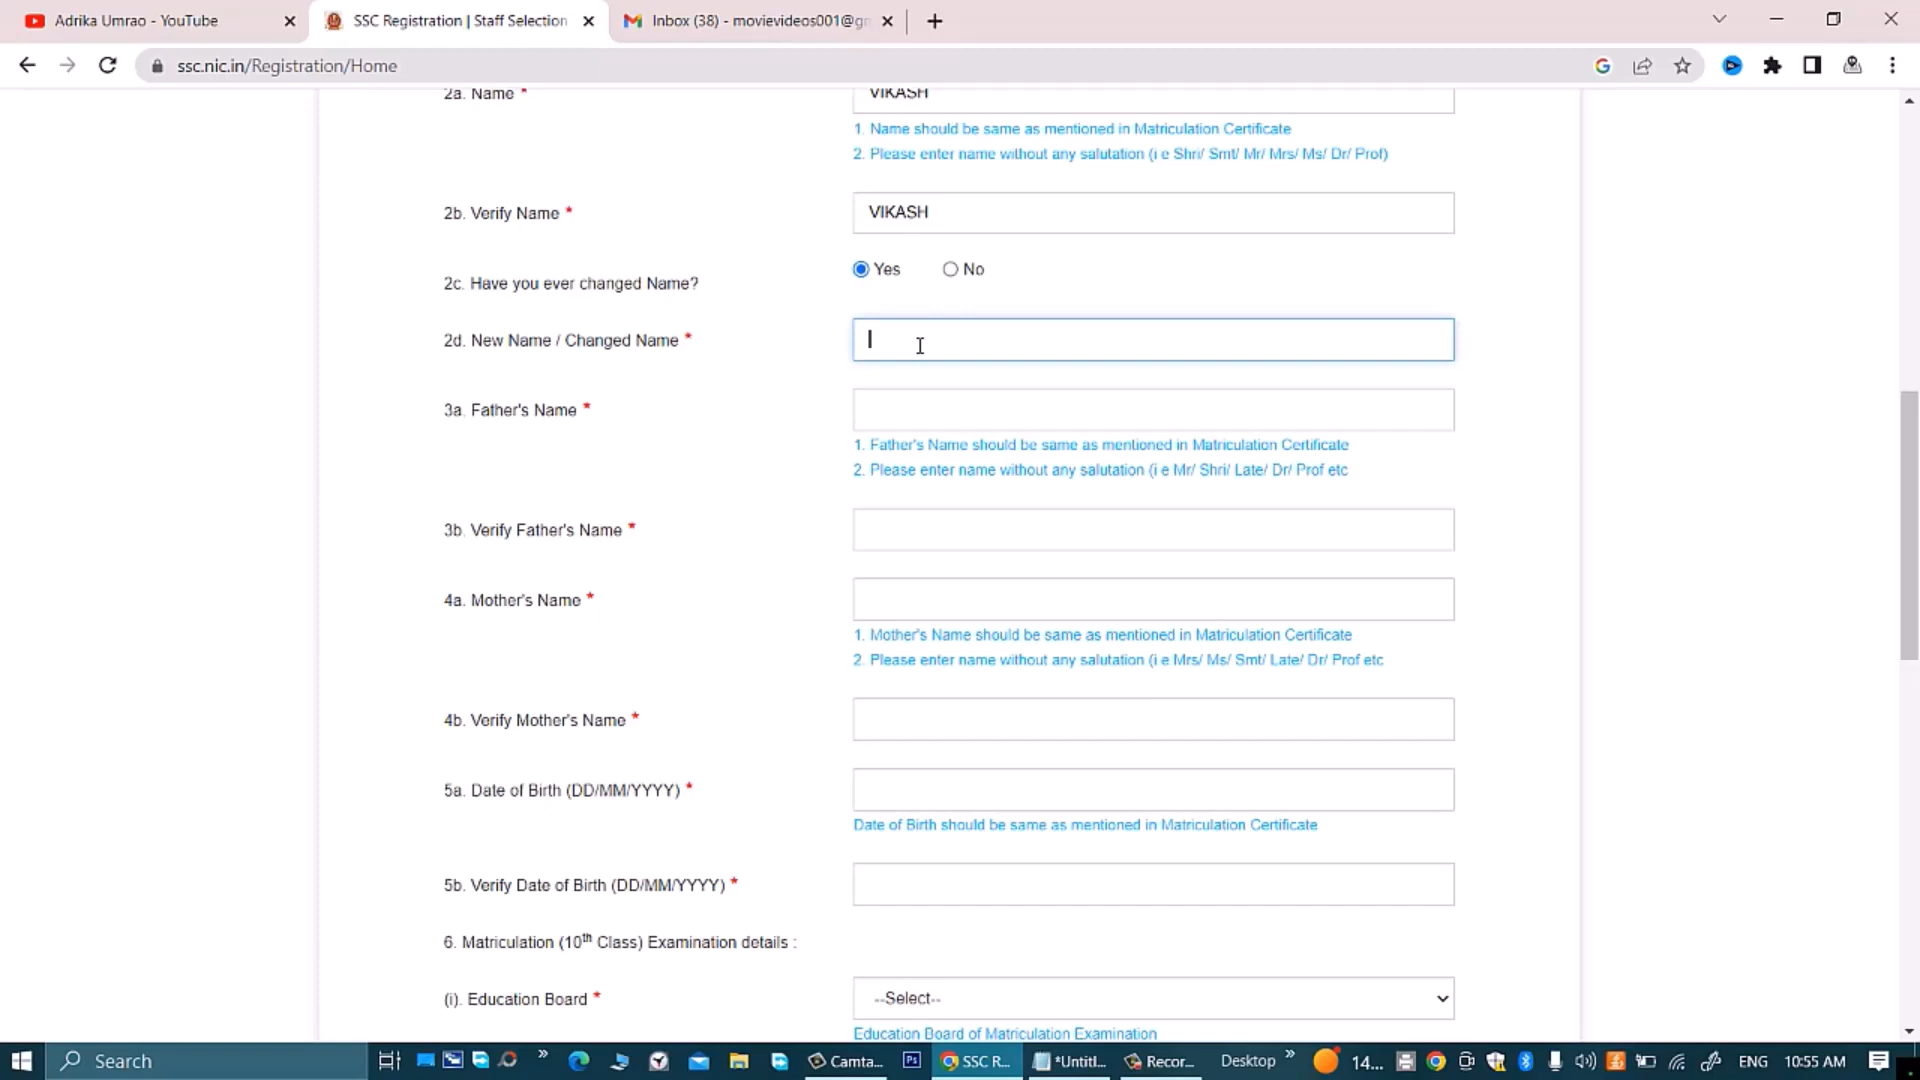 Adrika Umrao - YouTube
SSC Registration | Staff Selection
Inbox (38) - movievideos001@g
ssc.nic.in/Registration/Home
2a. Name *
VIKASH
1. Name should be same as mentioned in Matriculation Certificate
2. Please enter name without any salutation (i e Shri/ Smt/ Mr/ Mrs/ Ms/ Dr/ Prof)
2b. Verify Name *
VIKASH
2c. Have you ever changed Name?
Yes
No
2d. New Name / Changed Name *
3a. Father's Name *
1. Father's Name should be same as mentioned in Matriculation Certificate
2. Please enter name without any salutation (i e Mr/ Shri/ Late/ Dr/ Prof etc
3b. Verify Father's Name *
4a. Mother's Name *
1. Mother's Name should be same as mentioned in Matriculation Certificate
2. Please enter name without any salutation (i e Mrs/ Ms/ Smt/ Late/ Dr/ Prof etc
4b. Verify Mother's Name *
5a. Date of Birth (DD/MM/YYYY) *
Date of Birth should be same as mentioned in Matriculation Certificate
5b. Verify Date of Birth (DD/MM/YYYY) *
6. Matriculation (10th Class) Examination details :
(i). Education Board *
--Select--
Education Board of Matriculation Examination
Search
Camta...
Ps
SSC R...
*Untitl...
Recor...
Desktop
14...
ENG
10:55 AM